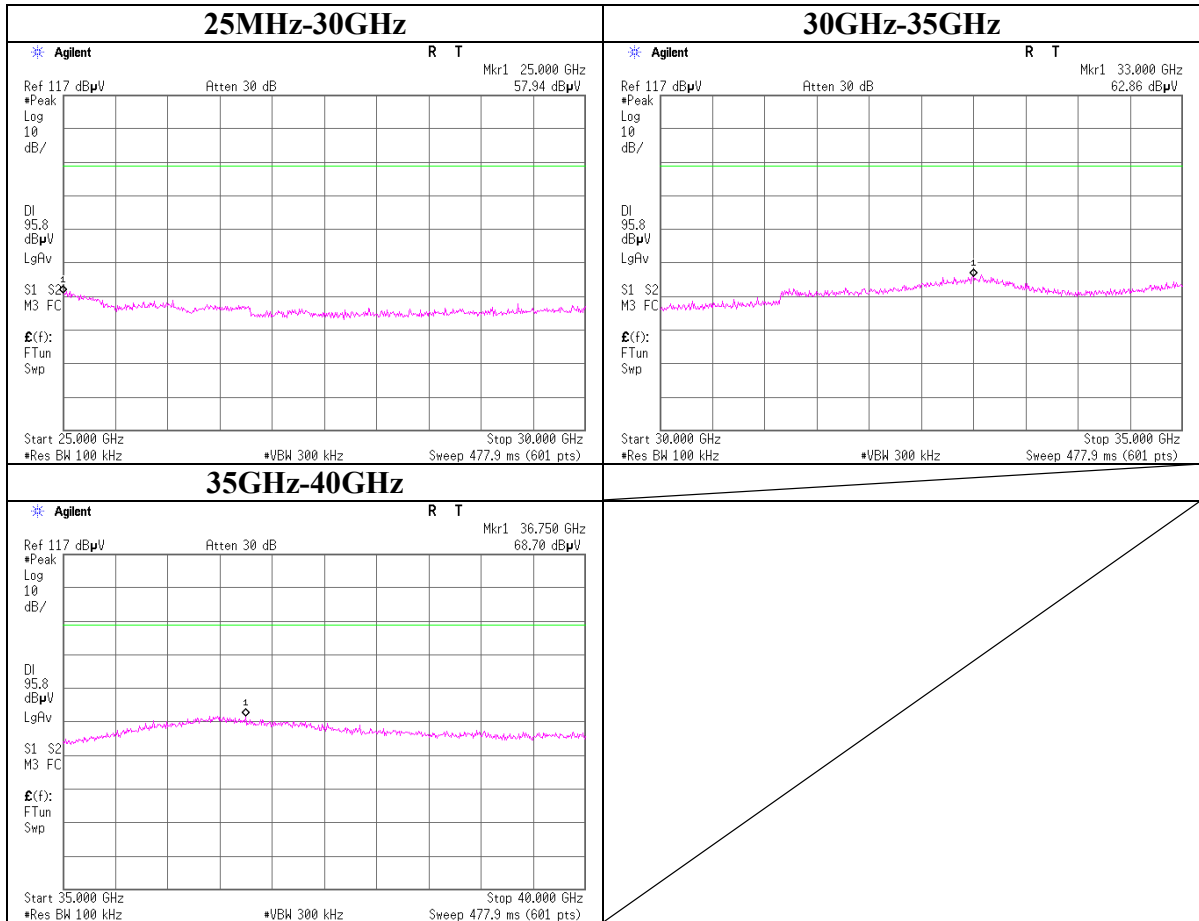 25MHz-30GHz
Agilent R T
Mkr1 25.000 GHz
Ref 117 dBµV Atten 30 dB 57.94 dBµV
#Peak
Log
10
dB/
DI
95.8
dBµV
LgAv
1
S1 S2
M3 FC
£(f):
FTun
Swp
Start 25.000 GHz Stop 30.000 GHz
#Res BW 100 kHz #VBW 300 kHz Sweep 477.9 ms (601 pts)
30GHz-35GHz
Agilent R T
Mkr1 33.000 GHz
Ref 117 dBµV Atten 30 dB 62.86 dBµV
#Peak
Log
10
dB/
DI
95.8
dBµV
LgAv
1
S1 S2
M3 FC
£(f):
FTun
Swp
Start 30.000 GHz Stop 35.000 GHz
#Res BW 100 kHz #VBW 300 kHz Sweep 477.9 ms (601 pts)
35GHz-40GHz
Agilent R T
Mkr1 36.750 GHz
Ref 117 dBµV Atten 30 dB 68.70 dBµV
#Peak
Log
10
dB/
DI
95.8
dBµV
1
LgAv
S1 S2
M3 FC
£(f):
FTun
Swp
Start 35.000 GHz Stop 40.000 GHz
#Res BW 100 kHz #VBW 300 kHz Sweep 477.9 ms (601 pts)